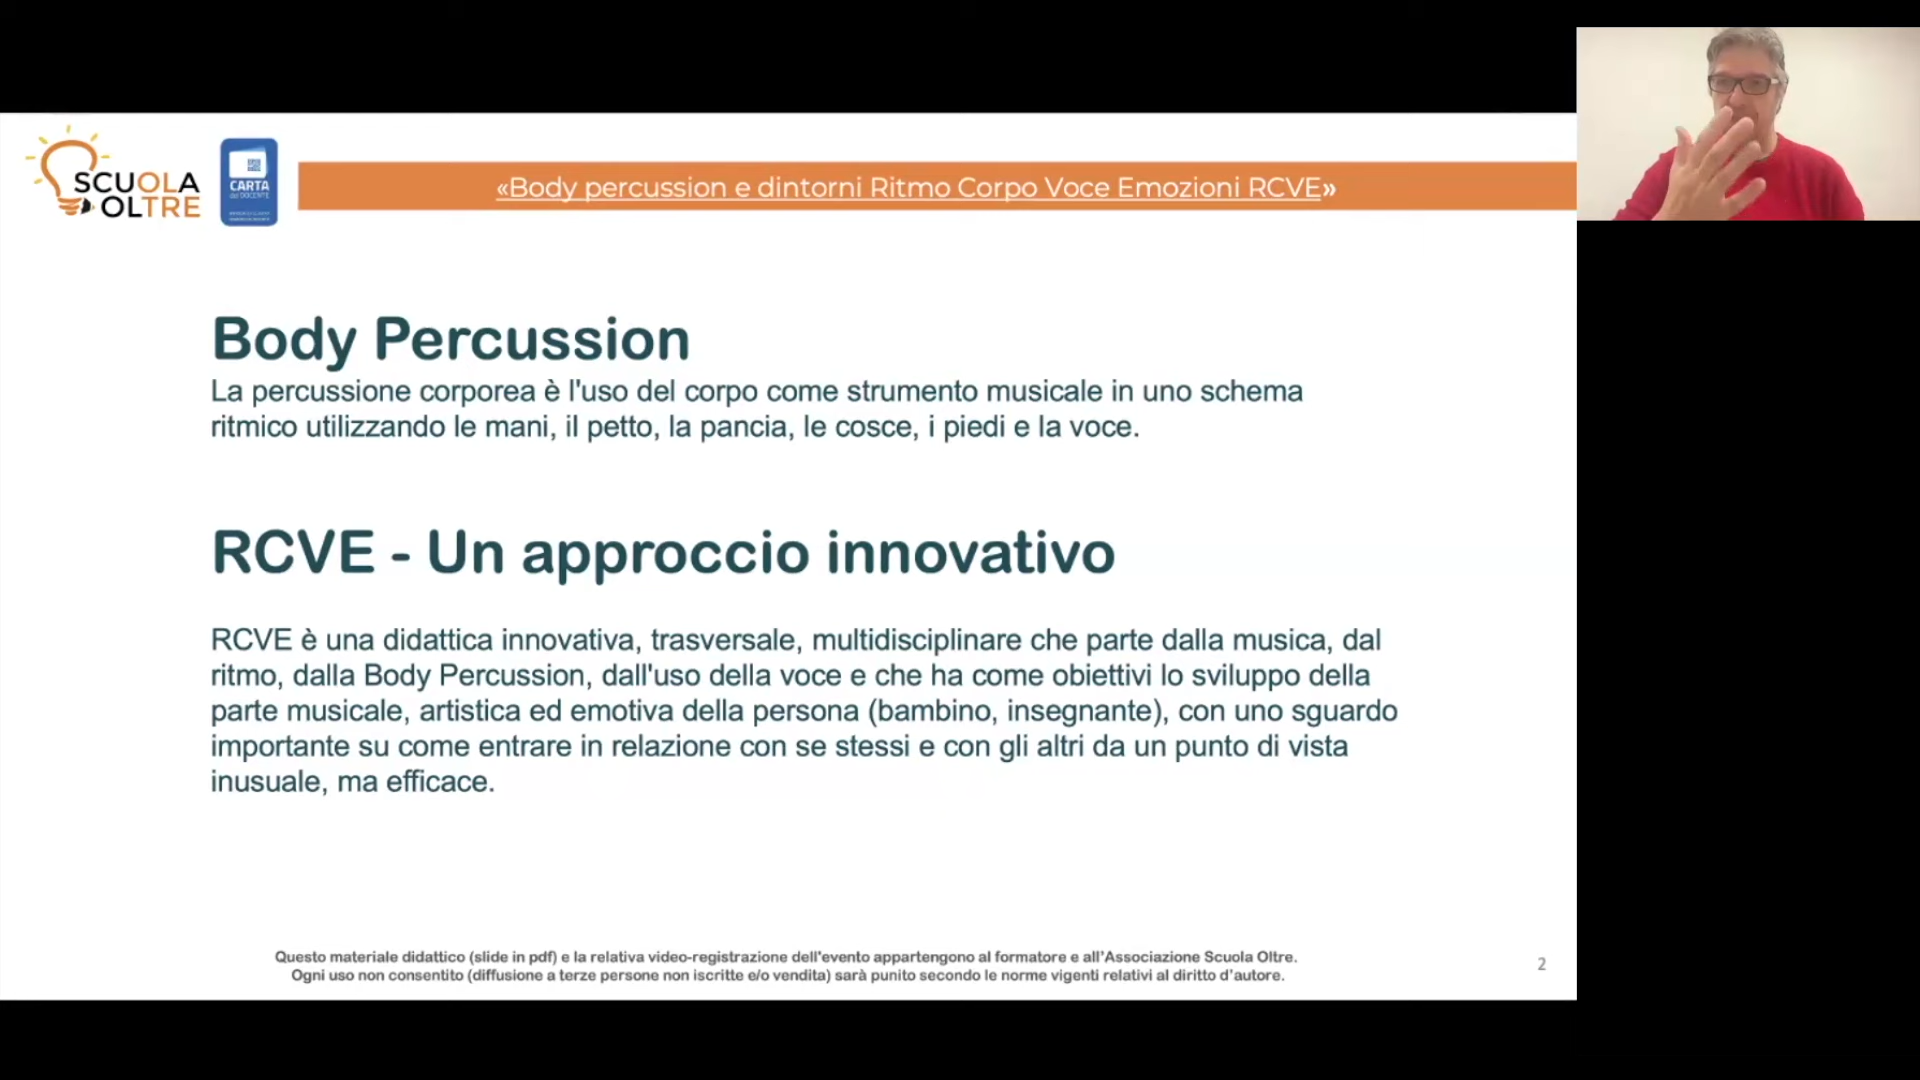 SCUOLA
OLTRE
CARTA
del DOCENTE
«Body percussion e dintorni Ritmo Corpo Voce Emozioni RCVE»
Body Percussion
La percussione corporea è l'uso del corpo come strumento musicale in uno schema
ritmico utilizzando le mani, il petto, la pancia, le cosce, i piedi e la voce.
RCVE - Un approccio innovativo
RCVE è una didattica innovativa, trasversale, multidisciplinare che parte dalla musica, dal
ritmo, dalla Body Percussion, dall'uso della voce e che ha come obiettivi lo sviluppo della
parte musicale, artistica ed emotiva della persona (bambino, insegnante), con uno sguardo
importante su come entrare in relazione con se stessi e con gli altri da un punto di vista
inusuale, ma efficace.
Questo materiale didattico (slide in pdf) e la relativa video-registrazione dell'evento appartengono al formatore e all'Associazione Scuola Oltre.
Ogni uso non consentito (diffusione a terze persone non iscritte e/o vendita) sarà punito secondo le norme vigenti relativi al diritto d'autore.
2